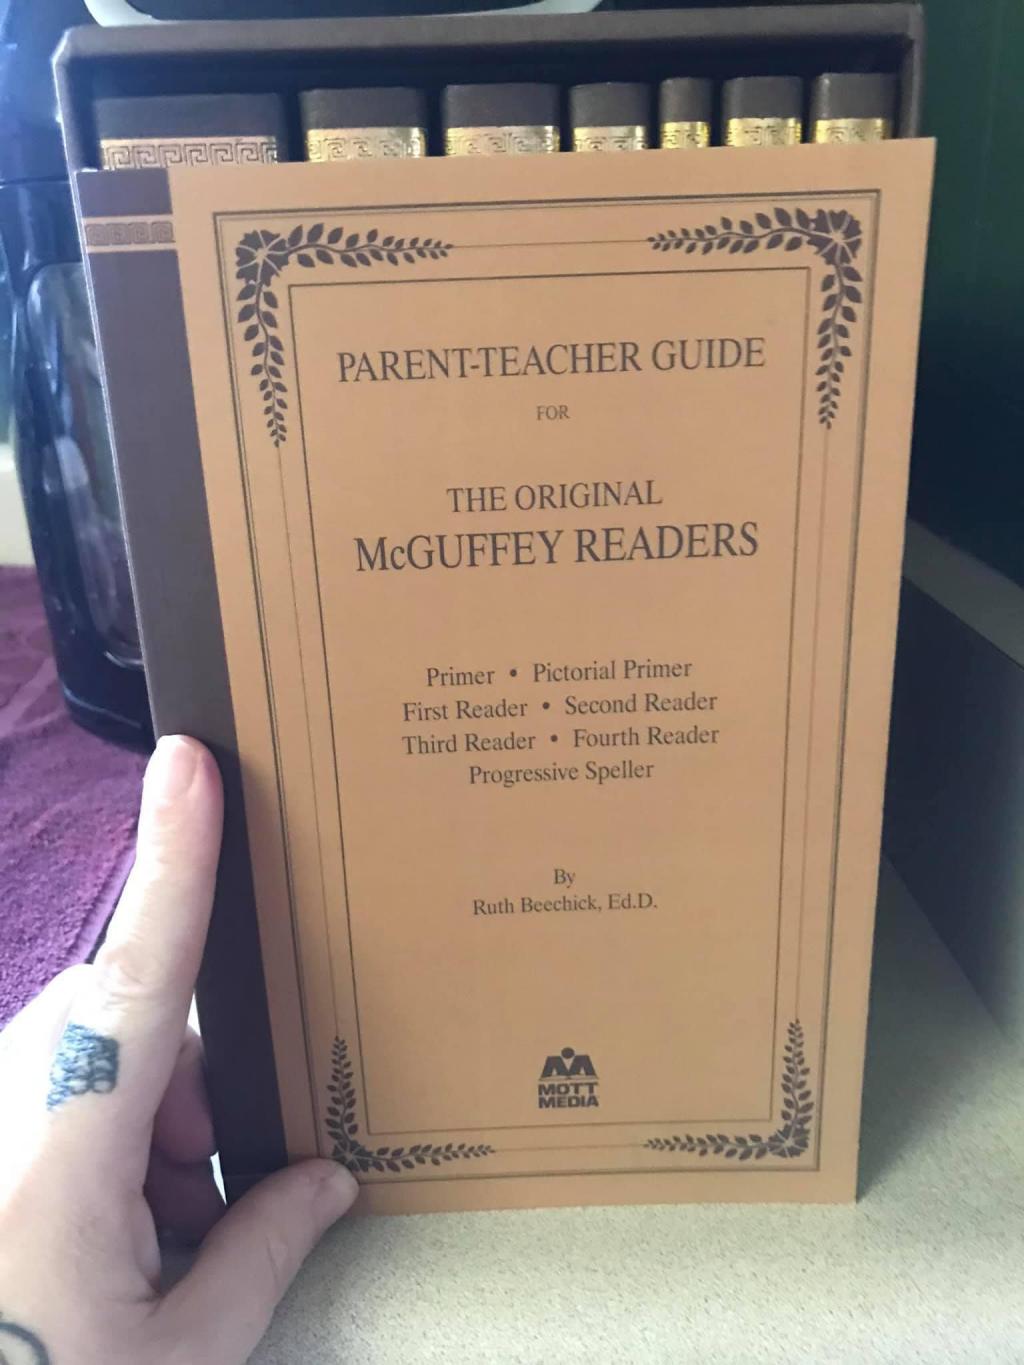 PARENT-TEACHER GUIDE
FOR
THE ORIGINAL
McGUFFEY READERS
Primer • Pictorial Primer
First Reader • Second Reader
Third Reader • Fourth Reader
Progressive Speller
By
Ruth Beechick, Ed.D.
MOTT
MEDIA